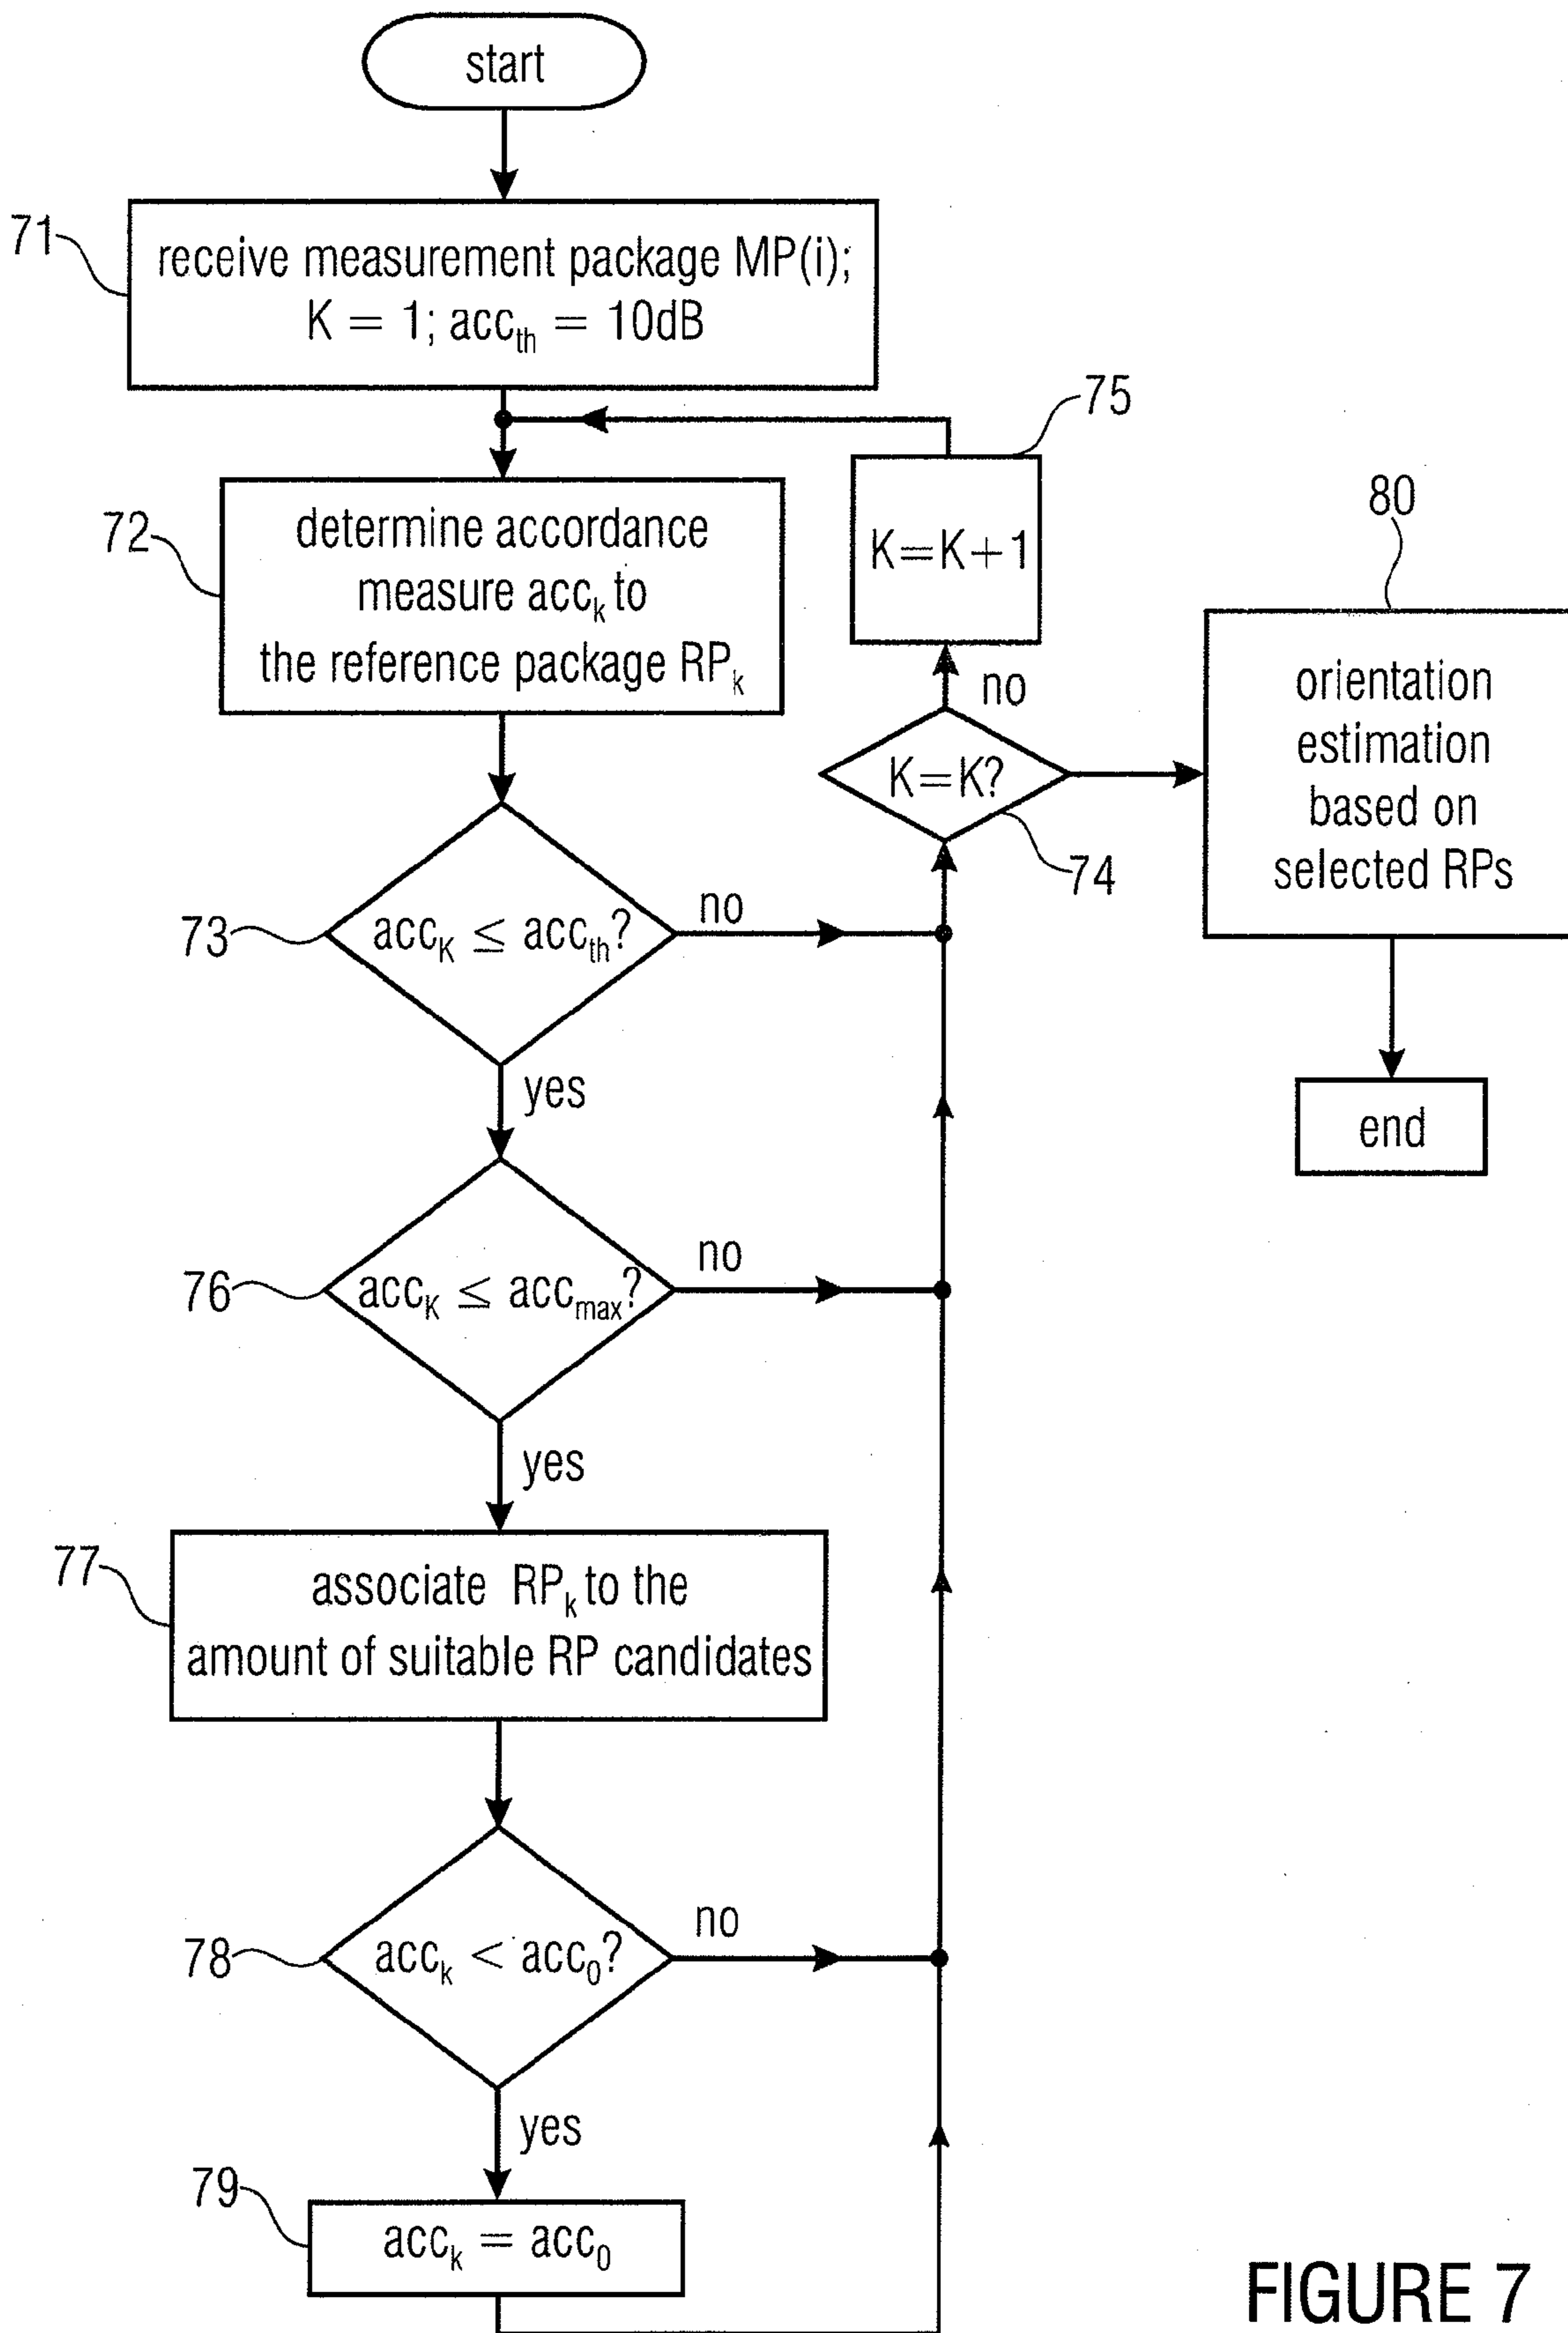 start
71
receive measurement package MP(i);
K = 1; acc_th = 10dB
75
K=K+1
72
determine accordance
measure acc_k to
the reference package RP_k
80
orientation
estimation
based on
selected RPs
no
K=K?
74
73
acc_K ≤ acc_th?
no
yes
end
76
acc_K ≤ acc_max?
no
yes
77
associate RP_k to the
amount of suitable RP candidates
78
acc_k < acc_0?
no
yes
79
acc_k = acc_0
FIGURE 7